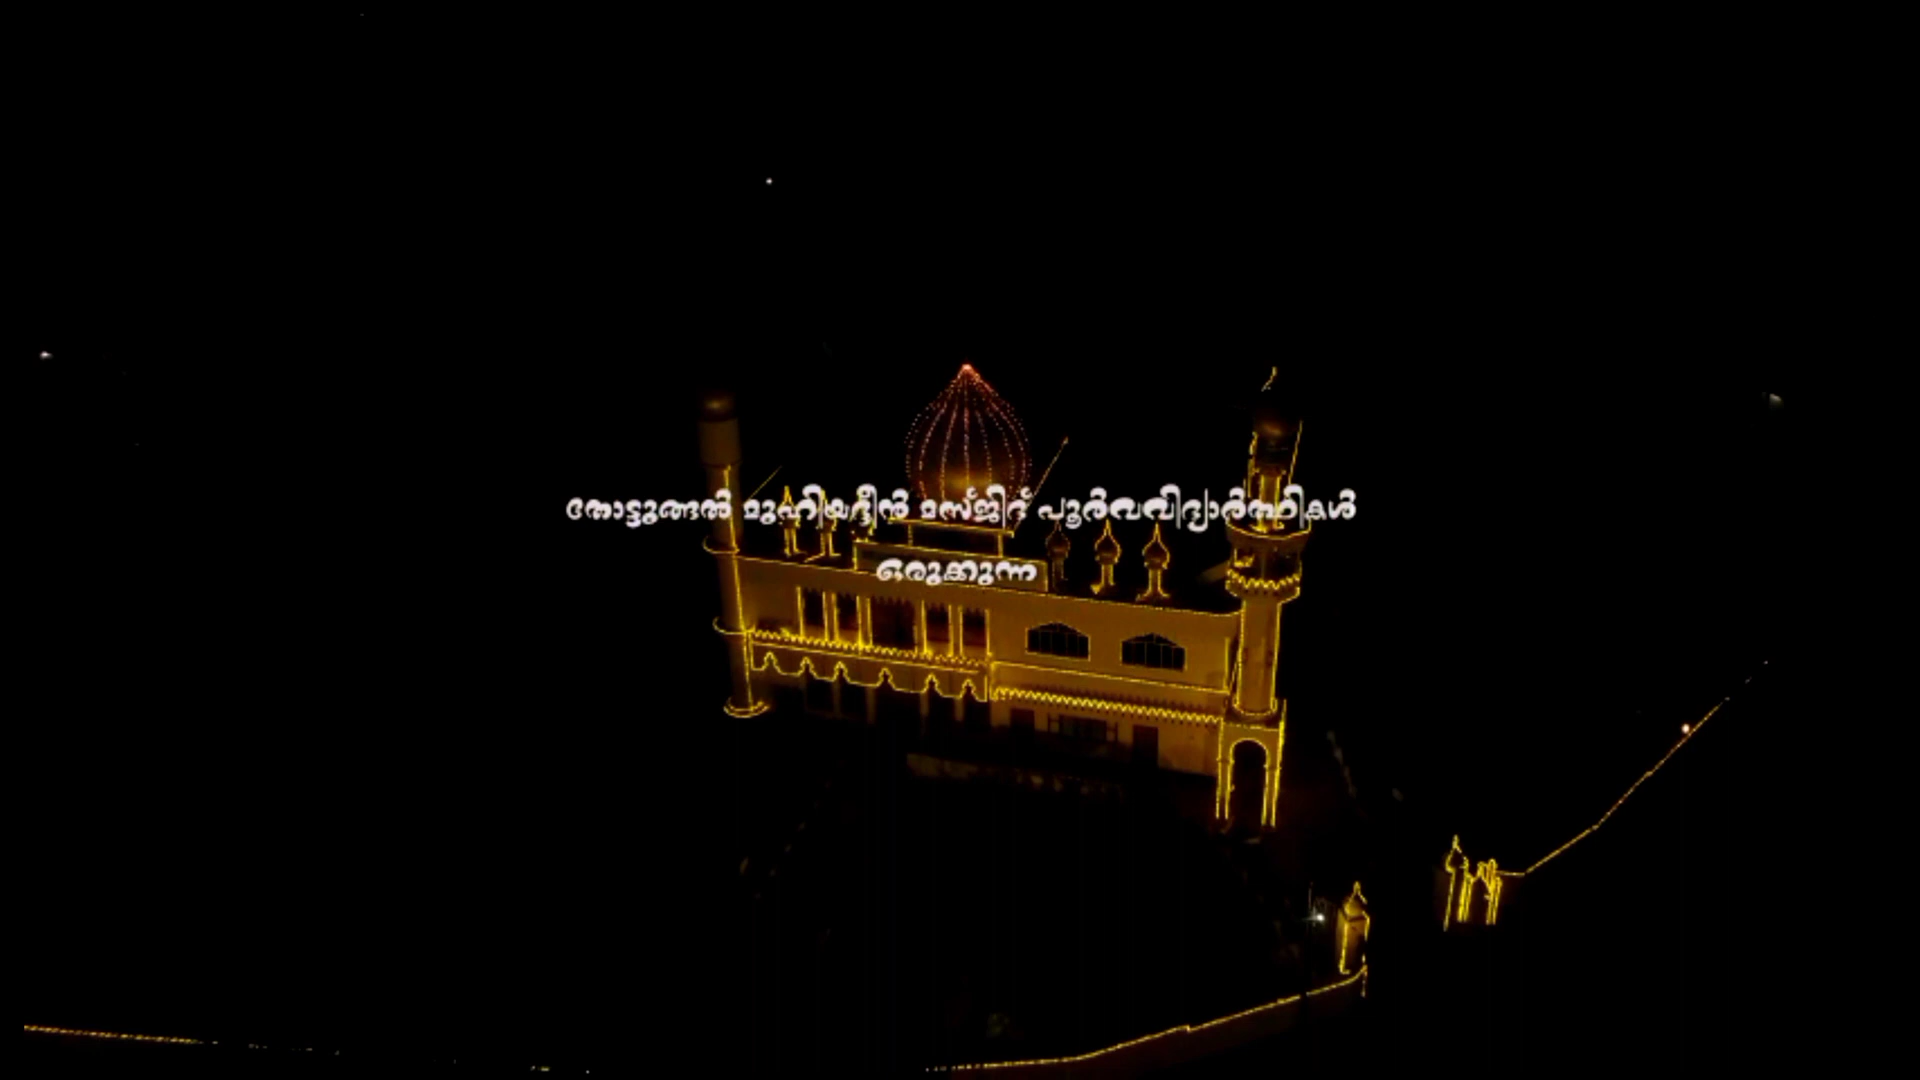 തോട്ടുങ്ങൽ മുഹിയദ്ദീൻ മസ്ജിദ് പൂർവവിദ്യാർത്ഥികൾ
ഒരുക്കുന്ന